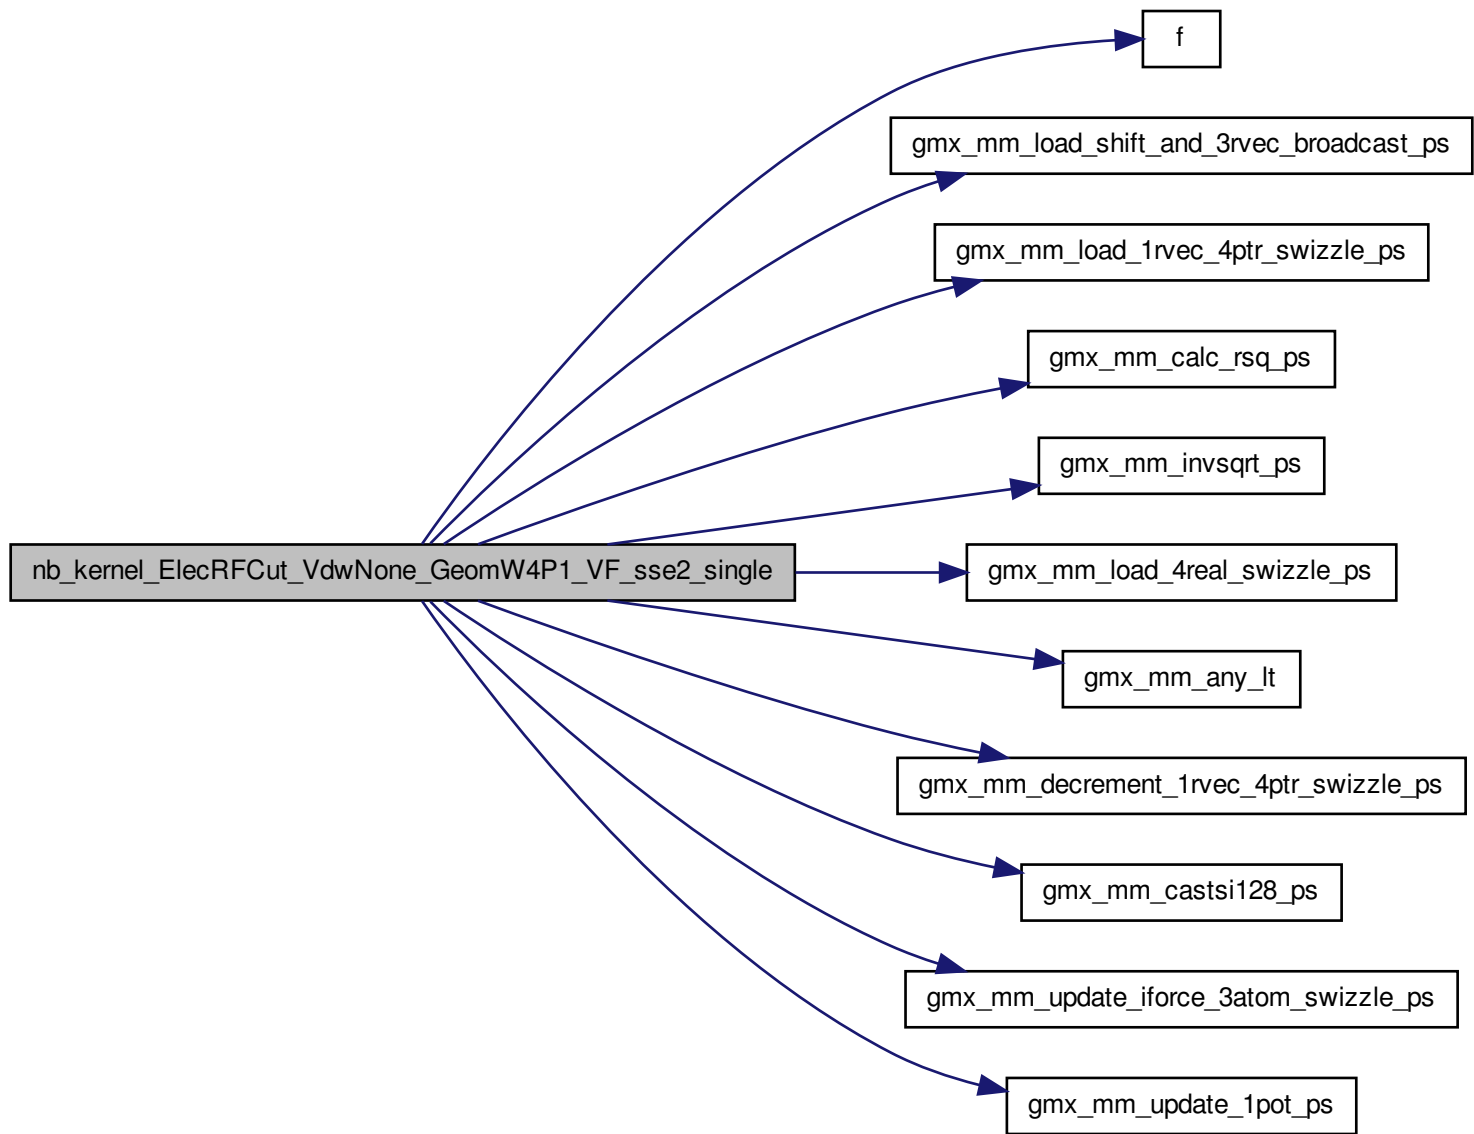 f
gmx_mm_load_shift_and_3rvec_broadcast_ps
gmx_mm_load_1rvec_4ptr_swizzle_ps
gmx_mm_calc_rsq_ps
gmx_mm_invsqrt_ps
nb_kernel_ElecRFCut_VdwNone_GeomW4P1_VF_sse2_single
gmx_mm_load_4real_swizzle_ps
gmx_mm_any_lt
gmx_mm_decrement_1rvec_4ptr_swizzle_ps
gmx_mm_castsi128_ps
gmx_mm_update_iforce_3atom_swizzle_ps
gmx_mm_update_1pot_ps